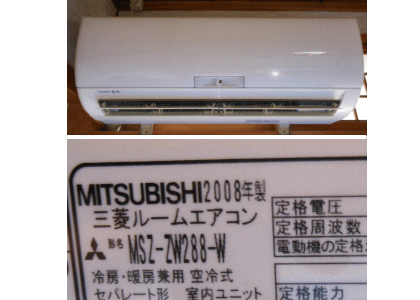 MITSUBISHI 2008年製
三菱ルームエアコン
形名 MSZ-ZW288-W
冷房・暖房兼用 空冷式
セパレート形 室内ユニット
定格電圧
定格周波数
電動機の定格
定格能力